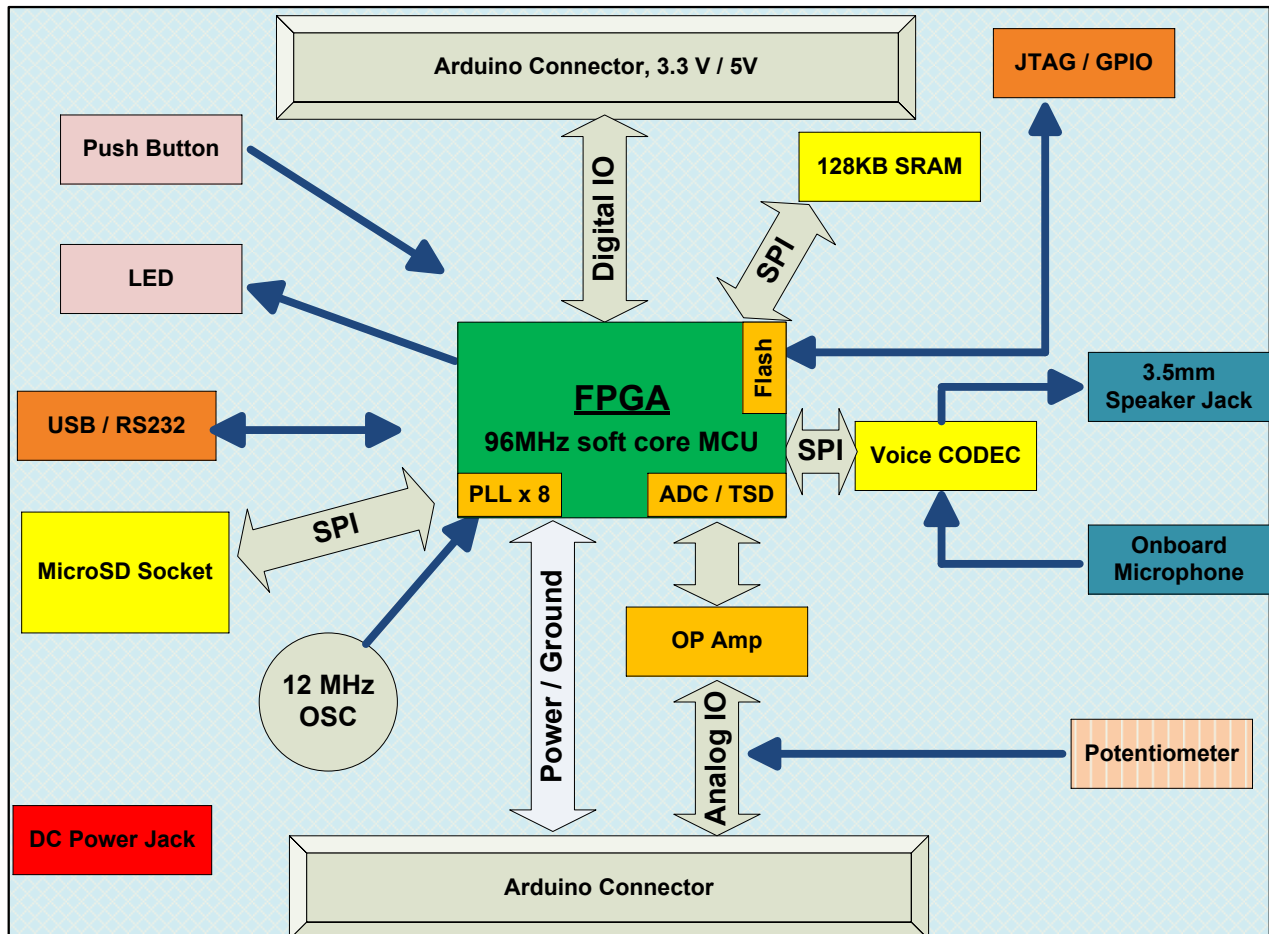 Arduino Connector, 3.3 V / 5V
JTAG / GPIO
Push Button
Digital IO
128KB SRAM
SPI
LED
Flash
FPGA
96MHz soft core MCU
3.5mm
Speaker Jack
USB / RS232
SPI
Voice CODEC
PLL x 8
ADC / TSD
SPI
MicroSD Socket
Onboard
Microphone
OP Amp
12 MHz
OSC
Power / Ground
Analog IO
Potentiometer
DC Power Jack
Arduino Connector